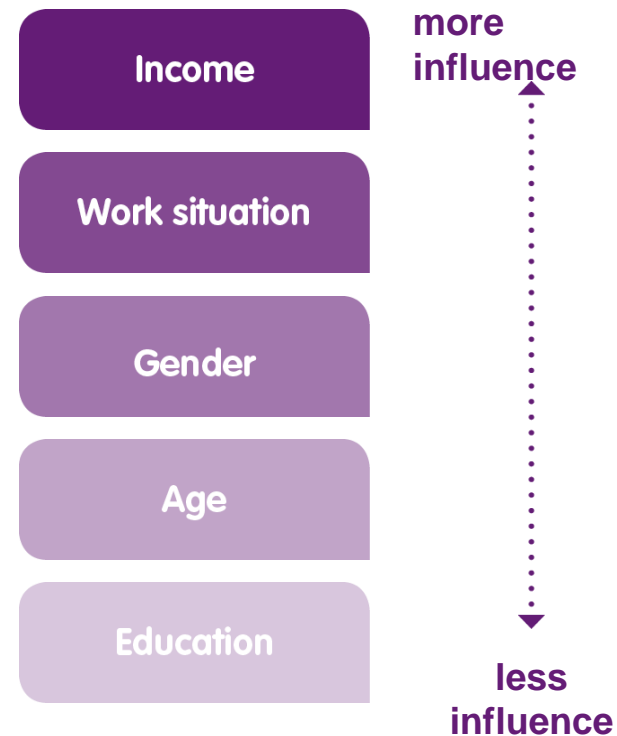 more
influence
Income
Work situation
Gender
Age
Education
less
influence